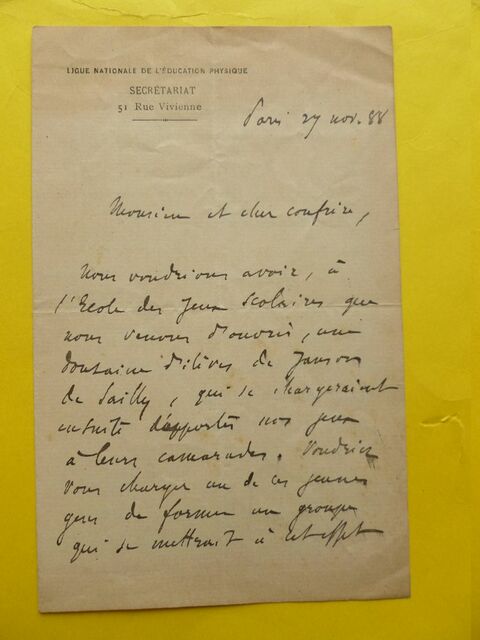 LIGUE NATIONALE DE L'ÉDUCATION PHYSIQUE
SECRÉTARIAT
51 Rue Vivienne
Paris 27 nov. 88
Monsieur et cher confrère,
Nous voudrions avoir, à
l'Ecole des Jeux Scolaires que
nous venons d'ouvrir, une
douzaine d'élèves de Janson
de Sailly, qui se chargeraient
ensuite d'apporter nos jeux
à leurs camarades. Voudriez
vous charger un de ces jeunes
gens de former un groupe
qui se mettrait à cet effet